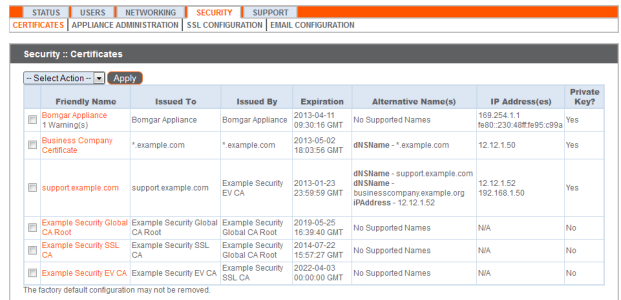 STATUS USERS NETWORKING SECURITY SUPPORT
CERTIFICATES APPLIANCE ADMINISTRATION SSL CONFIGURATION EMAIL CONFIGURATION
Security :: Certificates
-- Select Action -- Apply
Friendly Name Issued To Issued By Expiration Alternative Name(s) IP Address(es) Private Key?
Bomgar Appliance
1 Warning(s)
Bomgar Appliance
Bomgar Appliance
2013-04-11
09:30:16 GMT
No Supported Names
169.254.1.1
fe80::230:48ff:fe95:c99a
Yes
Business Company
Certificate
*.example.com
*.example.com
2013-05-02
18:03:56 GMT
dNSName - *.example.com
12.12.1.50
Yes
support.example.com
support.example.com
Example Security
EV CA
2013-01-23
23:59:59 GMT
dNSName - support.example.com
dNSName -
businesscompany.example.org
iPAddress - 12.12.1.52
12.12.1.52
192.168.1.50
Yes
Example Security Global
CA Root
Example Security Global
CA Root
Example Security
Global CA Root
2019-05-25
16:39:40 GMT
No Supported Names
N/A
No
Example Security SSL
CA
Example Security SSL
CA
Example Security
Global CA Root
2014-07-22
15:57:27 GMT
No Supported Names
N/A
No
Example Security EV CA
Example Security EV CA
Example Security
SSL CA
2022-04-03
00:00:00 GMT
No Supported Names
N/A
No
The factory default configuration may not be removed.